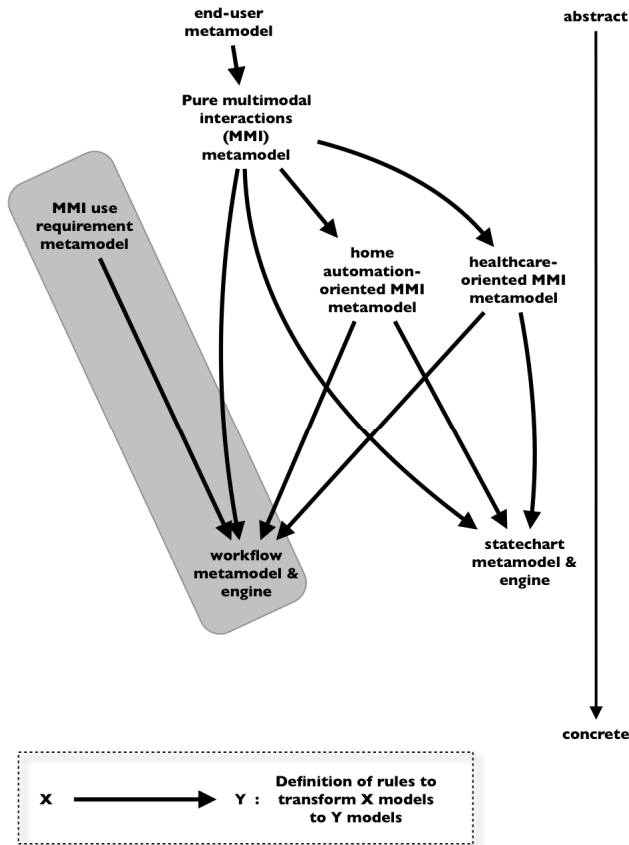 end-user
metamodel
abstract
Pure multimodal
interactions
(MMI)
metamodel
MMI use
requirement
metamodel
home
automation-
oriented MMI
metamodel
healthcare-
oriented MMI
metamodel
workflow
metamodel &
engine
statechart
metamodel &
engine
concrete
X
Y :
Definition of rules to
transform X models
to Y models